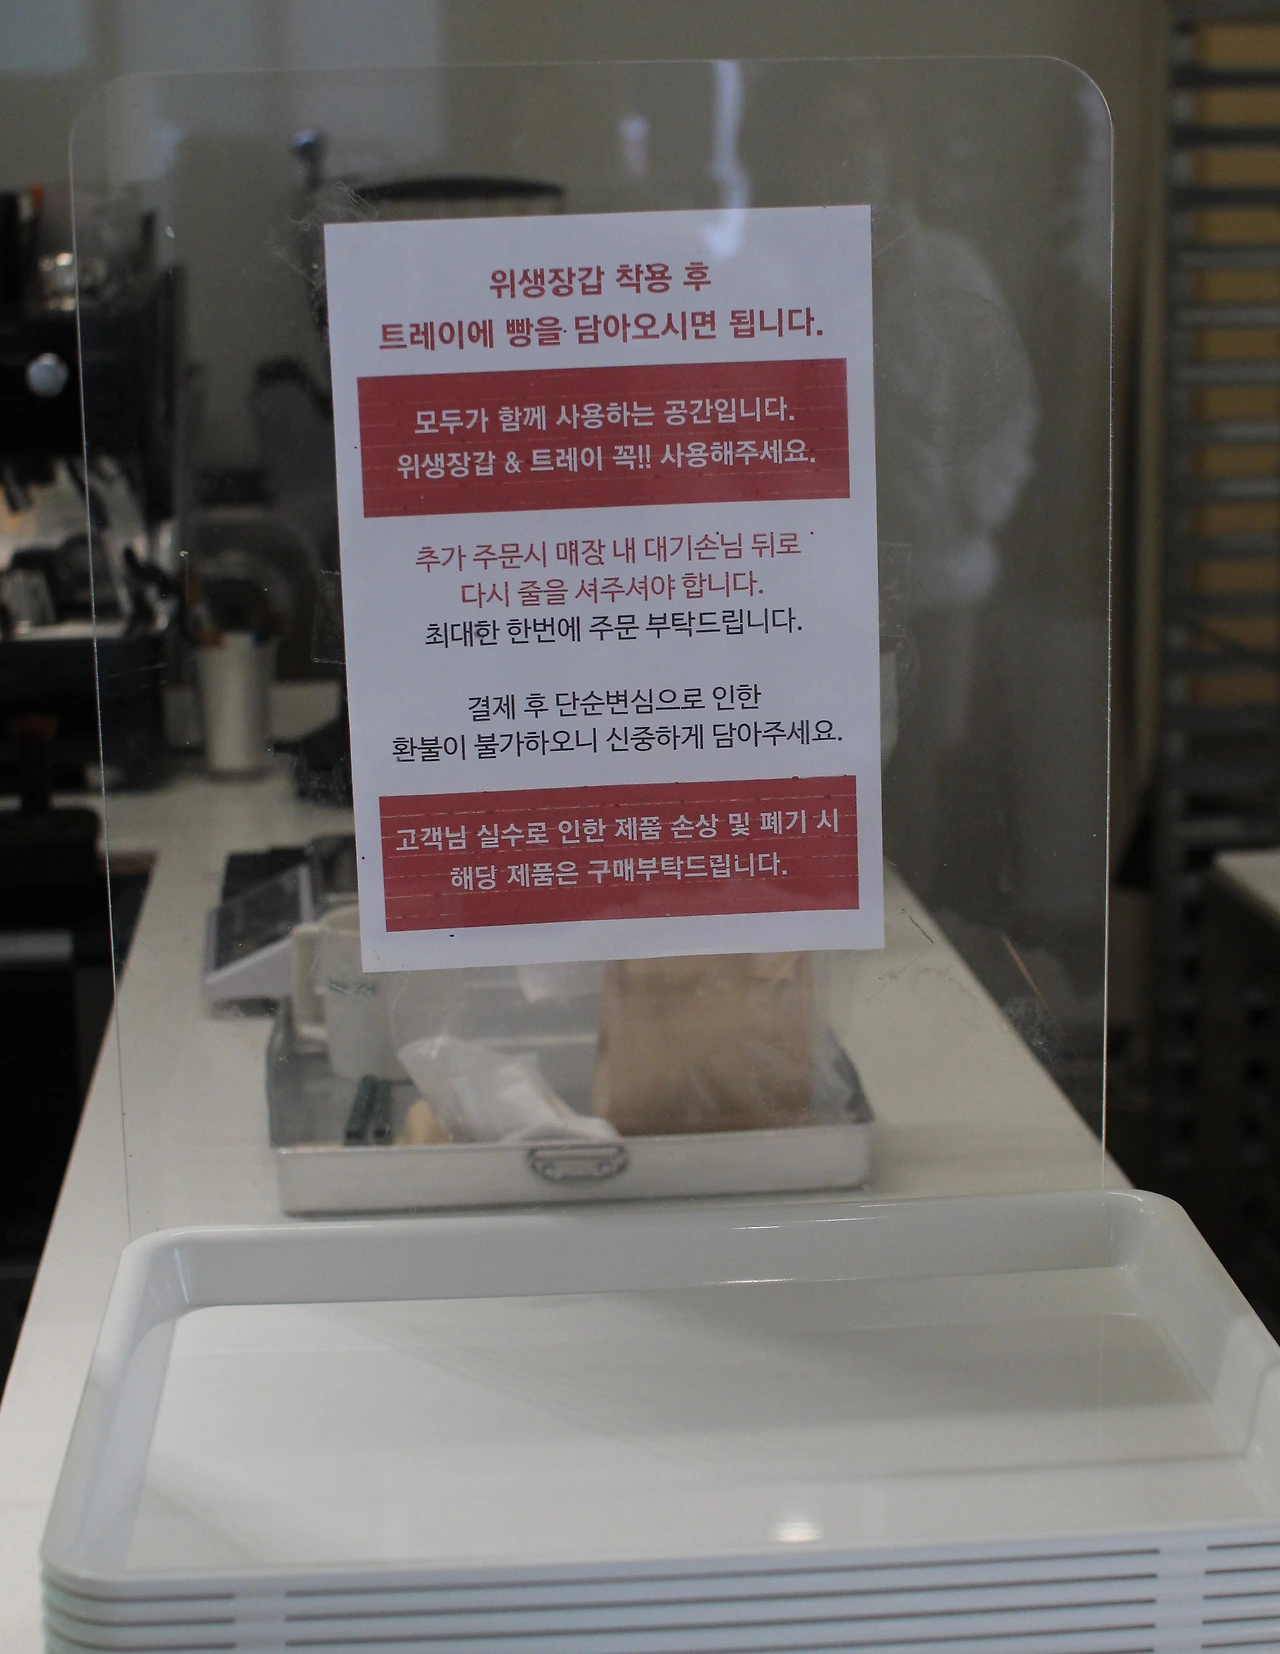 위생장갑 착용 후
트레이에 빵을 담아오시면 됩니다.
모두가 함께 사용하는 공간입니다.
위생장갑 & 트레이 꼭!! 사용해주세요.
추가 주문시 매장 내 대기손님 뒤로
다시 줄을 셔주셔야 합니다.
최대한 한번에 주문 부탁드립니다.
결제 후 단순변심으로 인한
환불이 불가하오니 신중하게 담아주세요.
고객님 실수로 인한 제품 손상 및 폐기 시
해당 제품은 구매부탁드립니다.